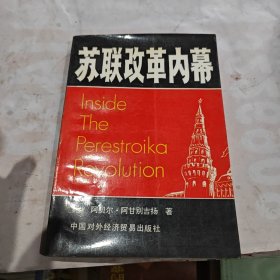 苏联改革内幕
Inside
The
Perestroika
Revolution
阿贝尔·阿甘别吉扬 著
中国对外经济贸易出版社